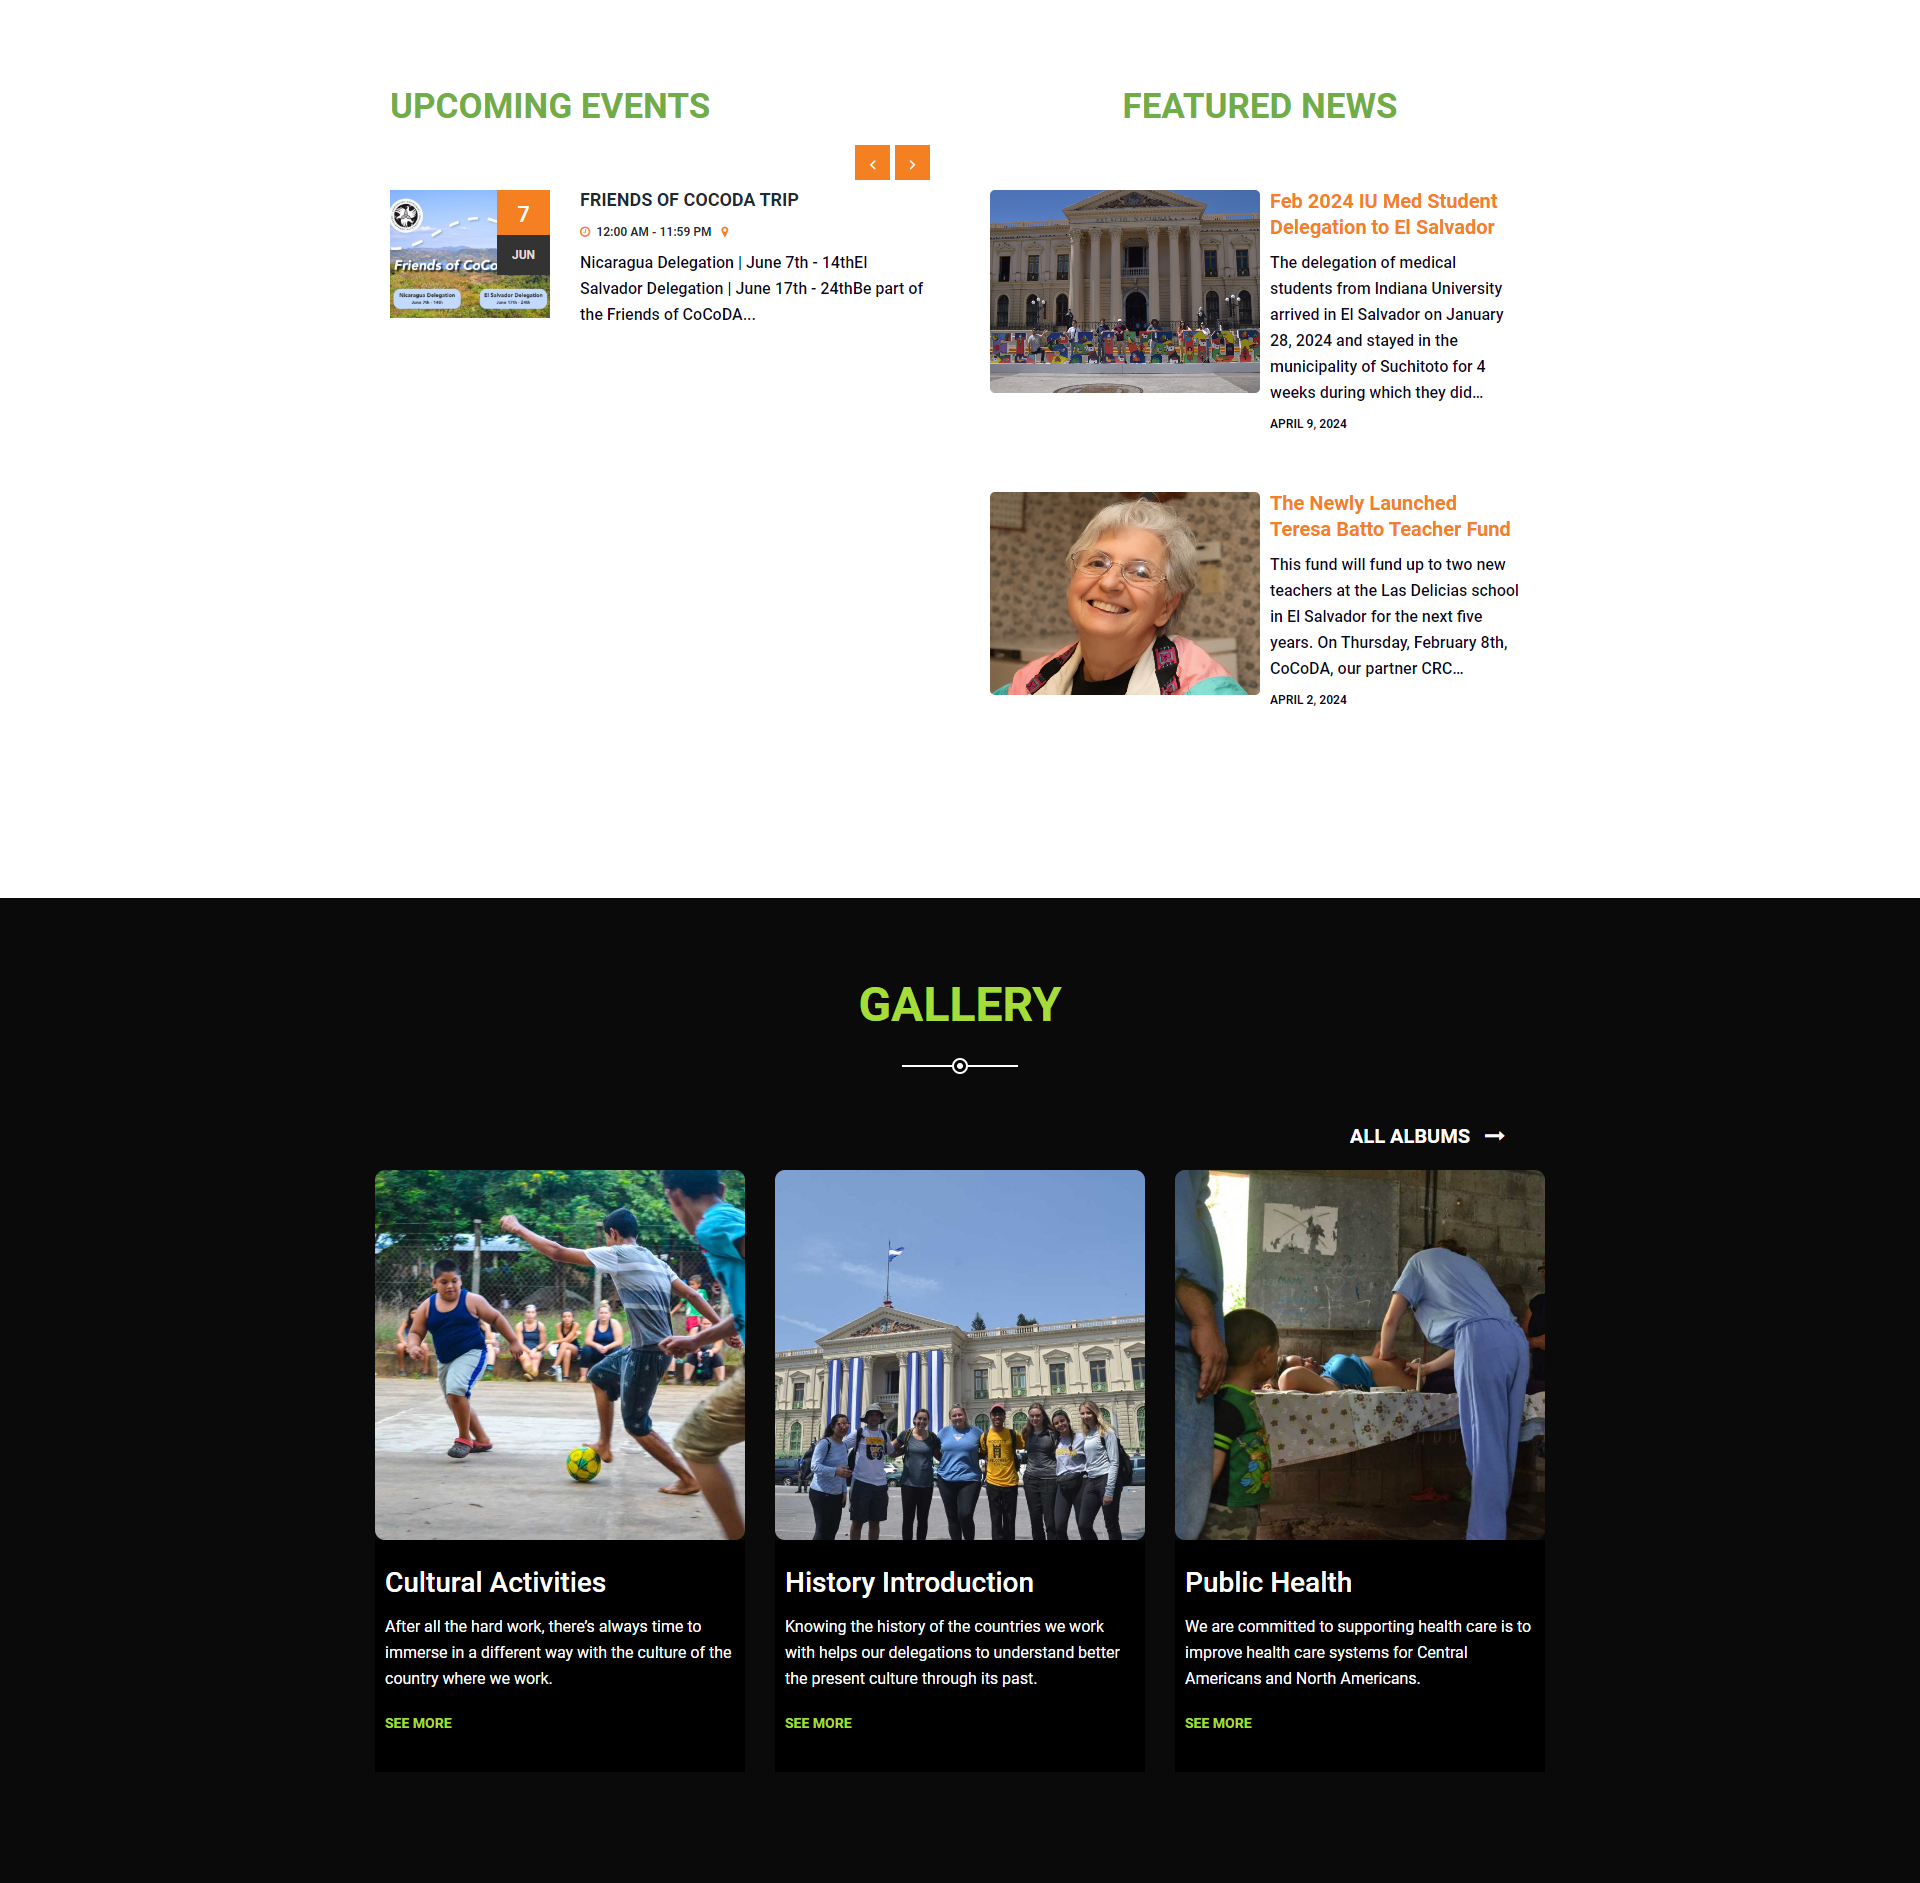 UPCOMING EVENTS
7
JUN
Friends of CoCo
Nicaragua Delegation
June 7th - 14th
El Salvador Delegation
June 17th - 24th
FRIENDS OF COCODA TRIP
12:00 AM - 11:59 PM
Nicaragua Delegation | June 7th - 14thEl
Salvador Delegation | June 17th - 24thBe part of
the Friends of CoCoDA...
FEATURED NEWS
PALACIO NACIONAL
Feb 2024 IU Med Student
Delegation to El Salvador
The delegation of medical
students from Indiana University
arrived in El Salvador on January
28, 2024 and stayed in the
municipality of Suchitoto for 4
weeks during which they did...
APRIL 9, 2024
The Newly Launched
Teresa Batto Teacher Fund
This fund will fund up to two new
teachers at the Las Delicias school
in El Salvador for the next five
years. On Thursday, February 8th,
CoCoDA, our partner CRC...
APRIL 2, 2024
GALLERY
ALL ALBUMS
Cultural Activities
After all the hard work, there’s always time to
immerse in a different way with the culture of the
country where we work.
SEE MORE
History Introduction
Knowing the history of the countries we work
with helps our delegations to understand better
the present culture through its past.
SEE MORE
Public Health
We are committed to supporting health care is to
improve health care systems for Central
Americans and North Americans.
SEE MORE